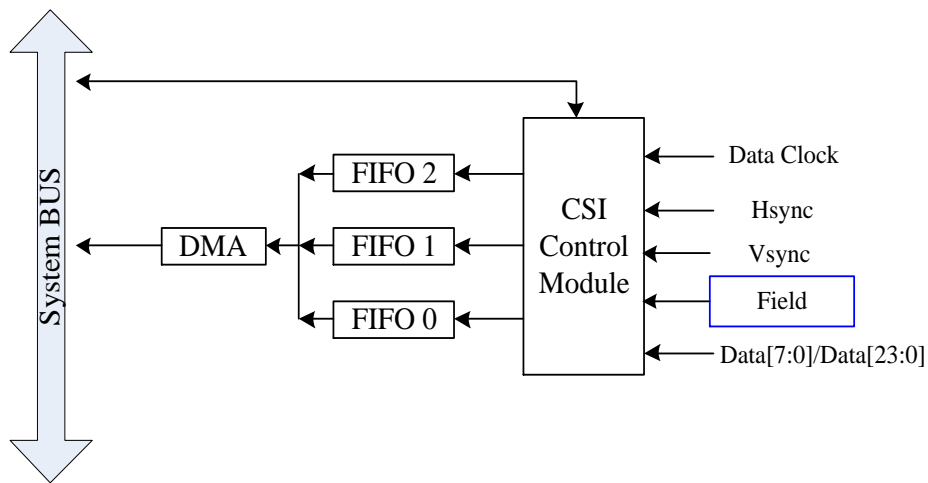 System BUS
DMA
FIFO 2
FIFO 1
FIFO 0
CSI
Control
Module
Data Clock
Hsync
Vsync
Field
Data[7:0]/Data[23:0]